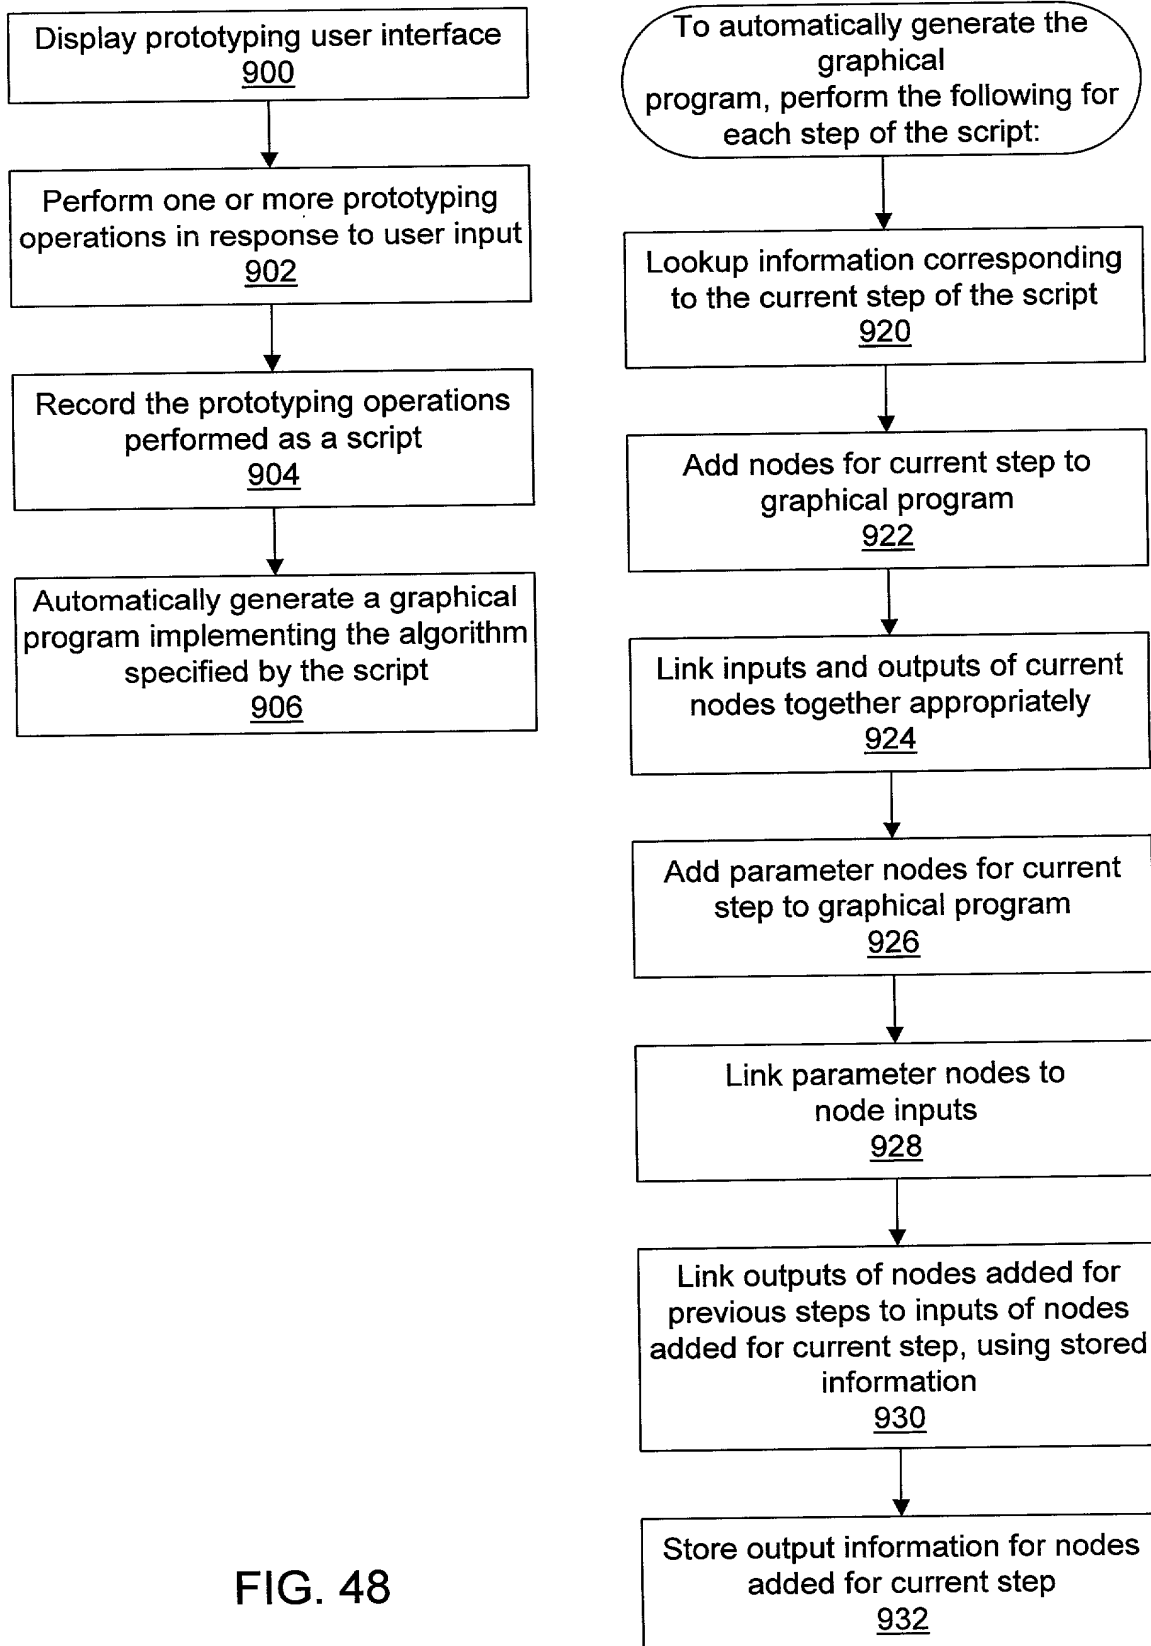 Display prototyping user interface
900
Perform one or more prototyping
operations in response to user input
902
Record the prototyping operations
performed as a script
904
Automatically generate a graphical
program implementing the algorithm
specified by the script
906
FIG. 48
To automatically generate the
graphical
program, perform the following for
each step of the script:
Lookup information corresponding
to the current step of the script
920
Add nodes for current step to
graphical program
922
Link inputs and outputs of current
nodes together appropriately
924
Add parameter nodes for current
step to graphical program
926
Link parameter nodes to
node inputs
928
Link outputs of nodes added for
previous steps to inputs of nodes
added for current step, using stored
information
930
Store output information for nodes
added for current step
932